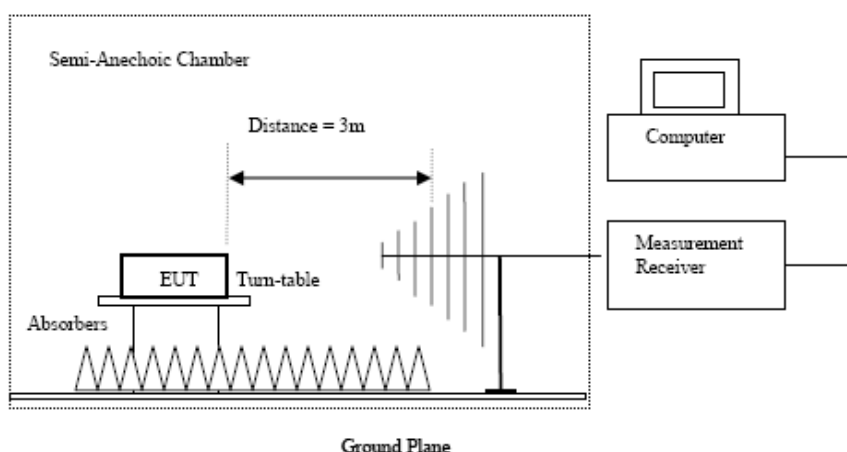 Semi-Anechoic Chamber
Distance = 3m
Computer
Measurement
Receiver
EUT
Turn-table
Absorbers
Ground Plane